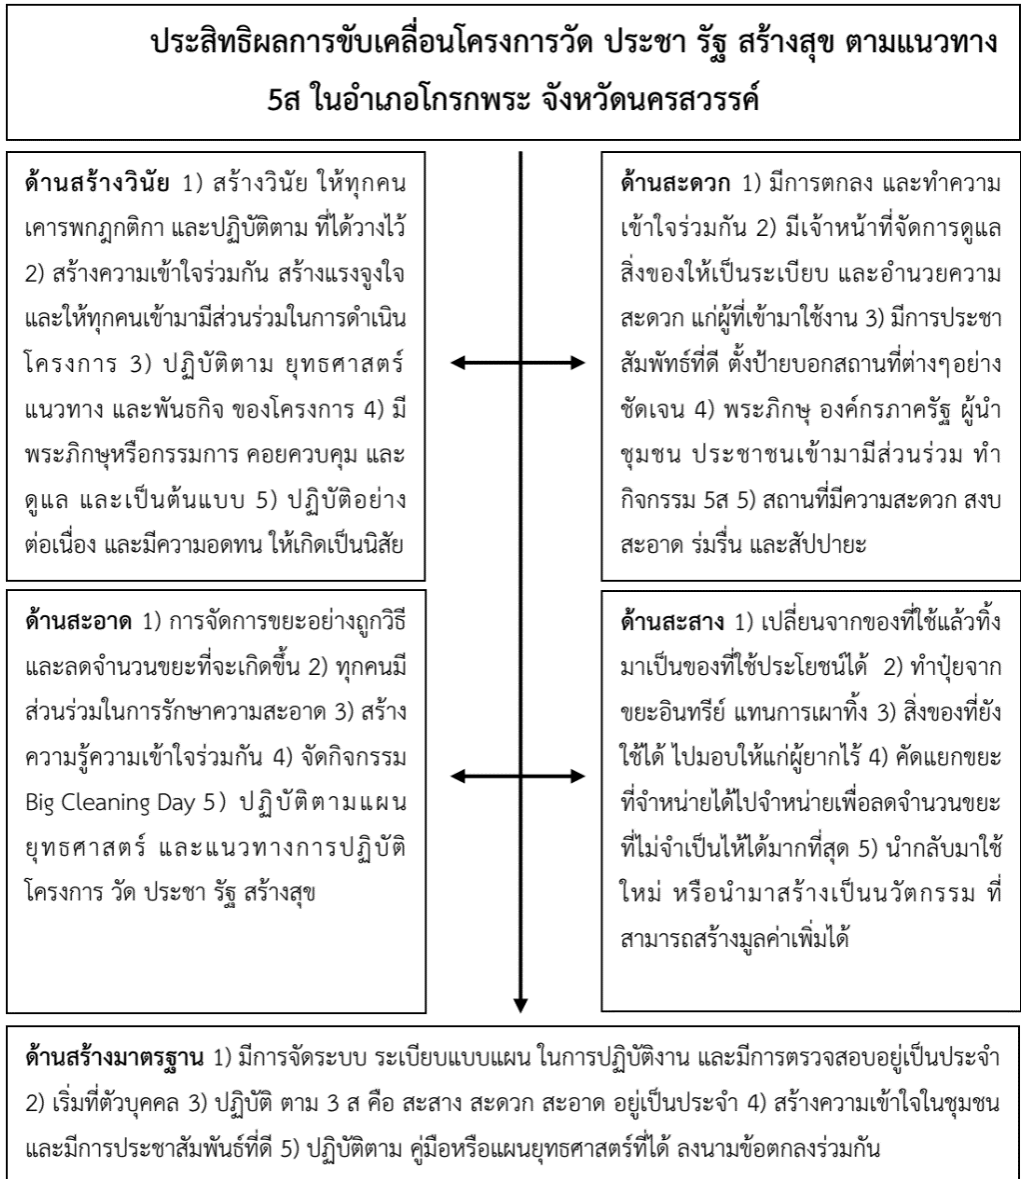 ประสิทธิผลการขับเคลื่อนโครงการวัด ประชา รัฐ สร้างสุข ตามแนวทาง
5ส ในอำเภอโกรกพระ จังหวัดนครสวรรค์
ด้านสร้างวินัย 1) สร้างวินัย ให้ทุกคน
เคารพกฎกติกา และปฏิบัติตาม ที่ได้วางไว้
2) สร้างความเข้าใจร่วมกัน สร้างแรงจูงใจ
และให้ทุกคนเข้ามามีส่วนร่วมในการดำเนิน
โครงการ 3) ปฏิบัติตาม ยุทธศาสตร์
แนวทาง และพันธกิจ ของโครงการ 4) มี
พระภิกษุหรือกรรมการ คอยควบคุม และ
ดูแล และเป็นต้นแบบ 5) ปฏิบัติอย่าง
ต่อเนื่อง และมีความอดทน ให้เกิดเป็นนิสัย
ด้านสะดวก 1) มีการตกลง และทำความ
เข้าใจร่วมกัน 2) มีเจ้าหน้าที่จัดการดูแล
สิ่งของให้เป็นระเบียบ และอำนวยความ
สะดวก แก่ผู้ที่เข้ามาใช้งาน 3) มีการประชา
สัมพัทธ์ที่ดี ตั้งป้ายบอกสถานที่ต่างๆอย่าง
ชัดเจน 4) พระภิกษุ องค์กรภาครัฐ ผู้นำ
ชุมชน ประชาชนเข้ามามีส่วนร่วม ทำ
กิจกรรม 5ส 5) สถานที่มีความสะดวก สงบ
สะอาด ร่มรื่น และสัปปายะ
ด้านสะอาด 1) การจัดการขยะอย่างถูกวิธี
และลดจำนวนขยะที่จะเกิดขึ้น 2) ทุกคนมี
ส่วนร่วมในการรักษาความสะอาด 3) สร้าง
ความรู้ความเข้าใจร่วมกัน 4) จัดกิจกรรม
Big Cleaning Day 5) ปฏิบัติตามแผน
ยุทธศาสตร์ และแนวทางการปฏิบัติ
โครงการ วัด ประชา รัฐ สร้างสุข
ด้านสะสาง 1) เปลี่ยนจากของที่ใช้แล้วทิ้ง
มาเป็นของที่ใช้ประโยชน์ได้ 2) ทำปุ๋ยจาก
ขยะอินทรีย์ แทนการเผาทิ้ง 3) สิ่งของที่ยัง
ใช้ได้ ไปมอบให้แก่ผู้ยากไร้ 4) คัดแยกขยะ
ที่จำหน่ายได้ไปจำหน่ายเพื่อลดจำนวนขยะ
ที่ไม่จำเป็นไห้ได้มากที่สุด 5) นำกลับมาใช้
ใหม่ หรือนำมาสร้างเป็นนวัตกรรม ที่
สามารถสร้างมูลค่าเพิ่มได้
ด้านสร้างมาตรฐาน 1) มีการจัดระบบ ระเบียบแบบแผน ในการปฏิบัติงาน และมีการตรวจสอบอยู่เป็นประจำ
2) เริ่มที่ตัวบุคคล 3) ปฏิบัติ ตาม 3 ส คือ สะสาง สะดวก สะอาด อยู่เป็นประจำ 4) สร้างความเข้าใจในชุมชน
และมีการประชาสัมพันธ์ที่ดี 5) ปฏิบัติตาม คู่มือหรือแผนยุทธศาสตร์ที่ได้ ลงนามข้อตกลงร่วมกัน